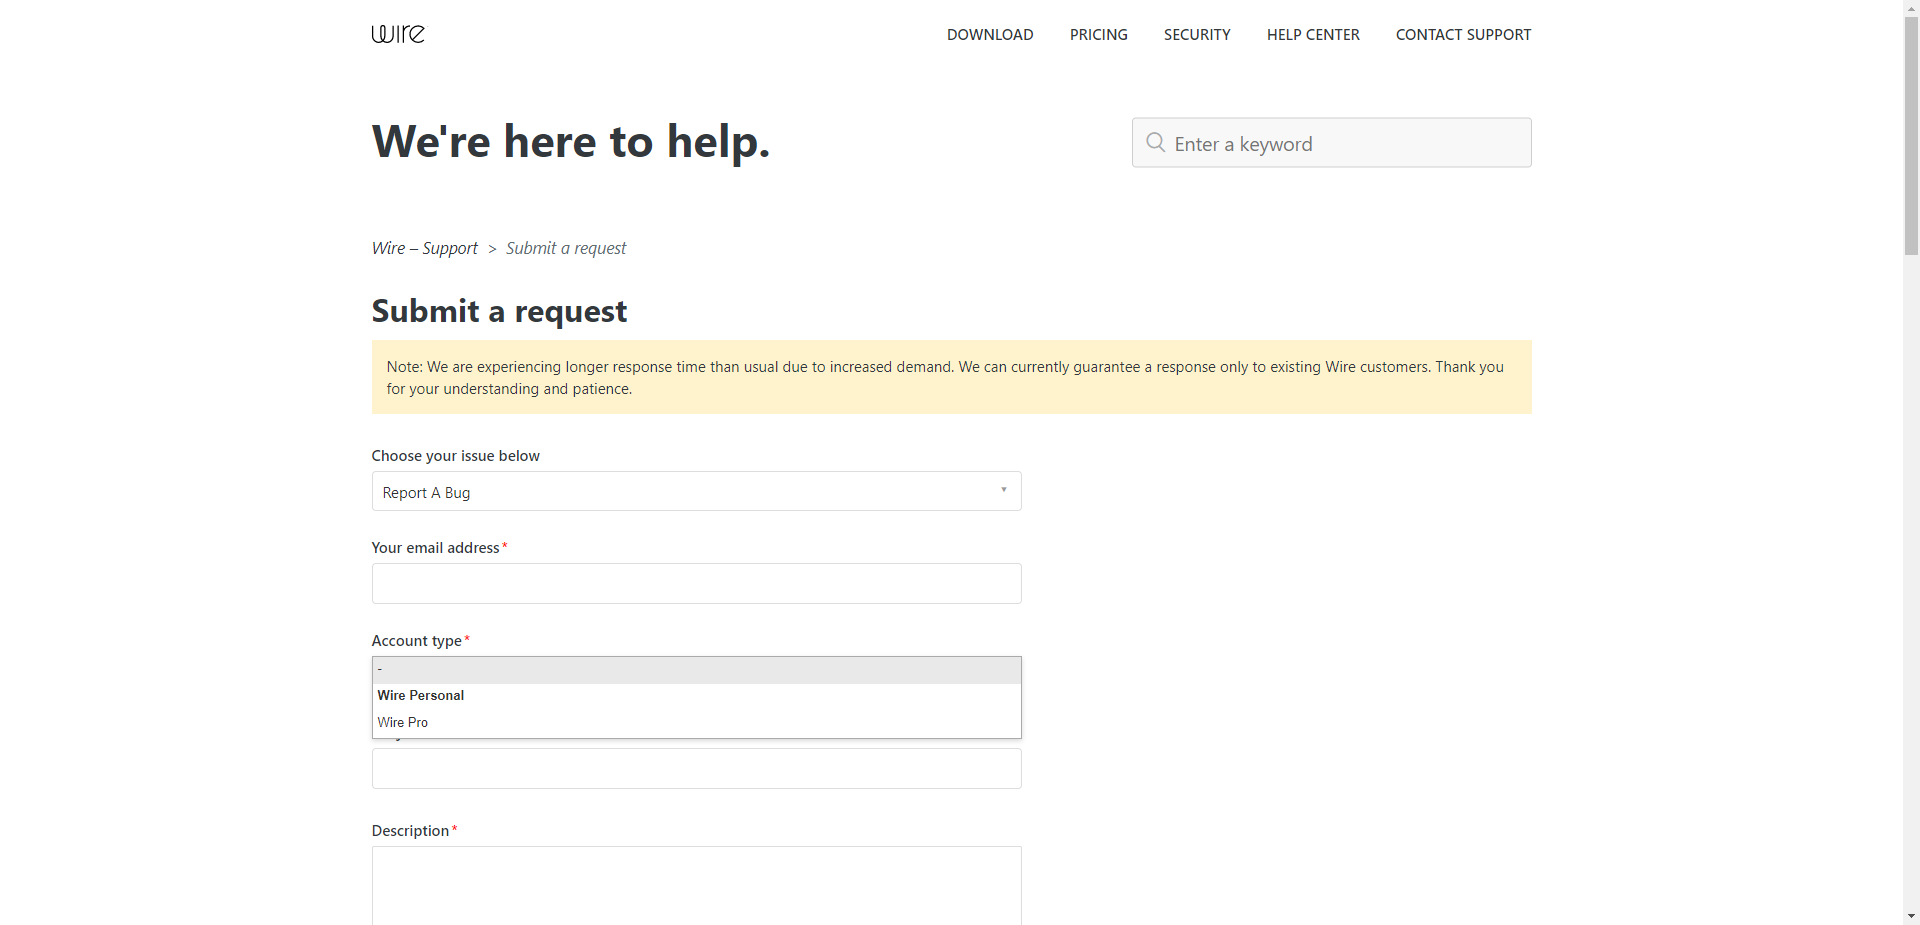 wire
DOWNLOAD PRICING SECURITY HELP CENTER CONTACT SUPPORT
We're here to help.
Enter a keyword
Wire – Support > Submit a request
Submit a request
Note: We are experiencing longer response time than usual due to increased demand. We can currently guarantee a response only to existing Wire customers. Thank you
for your understanding and patience.
Choose your issue below
Report A Bug
Your email address*
Account type*
-
Wire Personal
Wire Pro
Description*